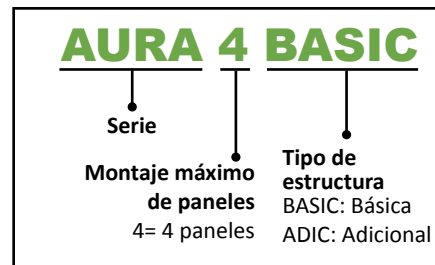 AURA 4 BASIC
Serie
Montaje máximo
de paneles
4= 4 paneles
Tipo de
estructura
BASIC: Básica
ADIC: Adicional